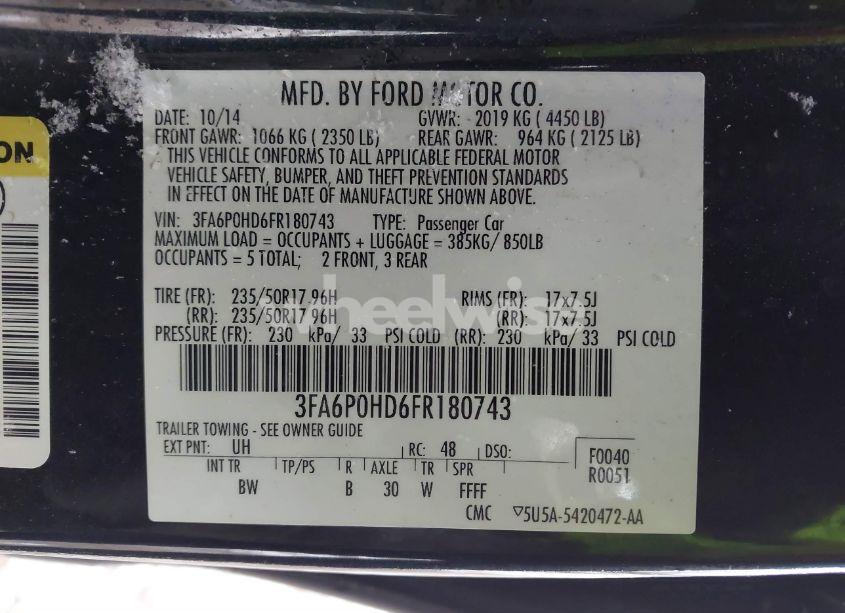 MFD. BY FORD MOTOR CO.
DATE: 10/14 GVWR: 2019 KG ( 4450 LB)
FRONT GAWR: 1066 KG ( 2350 LB) REAR GAWR: 964 KG ( 2125 LB)
THIS VEHICLE CONFORMS TO ALL APPLICABLE FEDERAL MOTOR
VEHICLE SAFETY, BUMPER, AND THEFT PREVENTION STANDARDS
IN EFFECT ON THE DATE OF MANUFACTURE SHOWN ABOVE.
VIN: 3FA6P0HD6FR180743 TYPE: Passenger Car
MAXIMUM LOAD = OCCUPANTS + LUGGAGE = 385KG/ 850LB
OCCUPANTS = 5 TOTAL; 2 FRONT, 3 REAR
TIRE (FR): 235/50R17 96H RIMS (FR): 17x7.5J
(RR): 235/50R17 96H (RR): 17x7.5J
wheelwise
PRESSURE (FR): 230 kPa/ 33 PSI COLD (RR): 230 kPa/ 33 PSI COLD
3FA6P0HD6FR180743
TRAILER TOWING - SEE OWNER GUIDE
EXT PNT: UH RC: 48 DSO: F0040
INT TR TP/PS R AXLE TR SPR R0051
BW B 30 W FFFF
CMC ▽5U5A-5420472-AA
ON